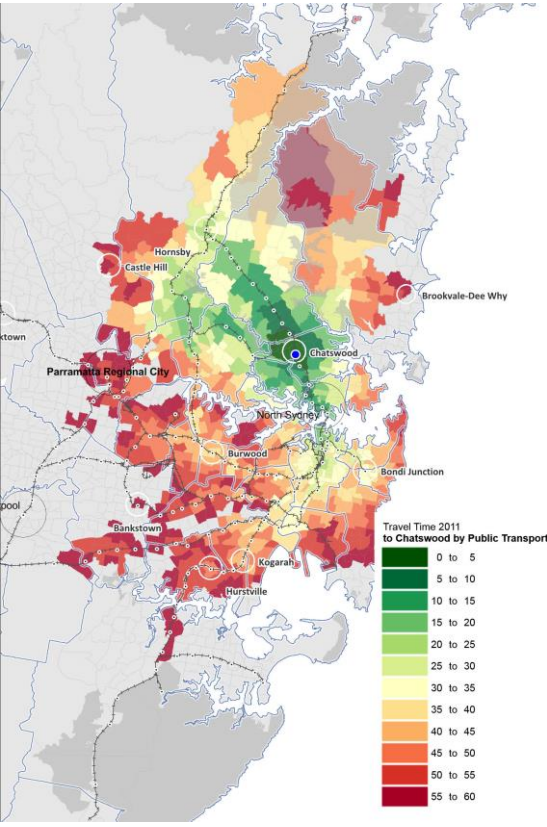 Hornsby
Castle Hill
Brookvale-Dee Why
ktown
Chatswood
Parramatta Regional City
North Sydney
Burwood
Bondi Junction
pool
Bankstown
Kogarah
Hurstville
Travel Time 2011
to Chatswood by Public Transport
0 to 5
5 to 10
10 to 15
15 to 20
20 to 25
25 to 30
30 to 35
35 to 40
40 to 45
45 to 50
50 to 55
55 to 60